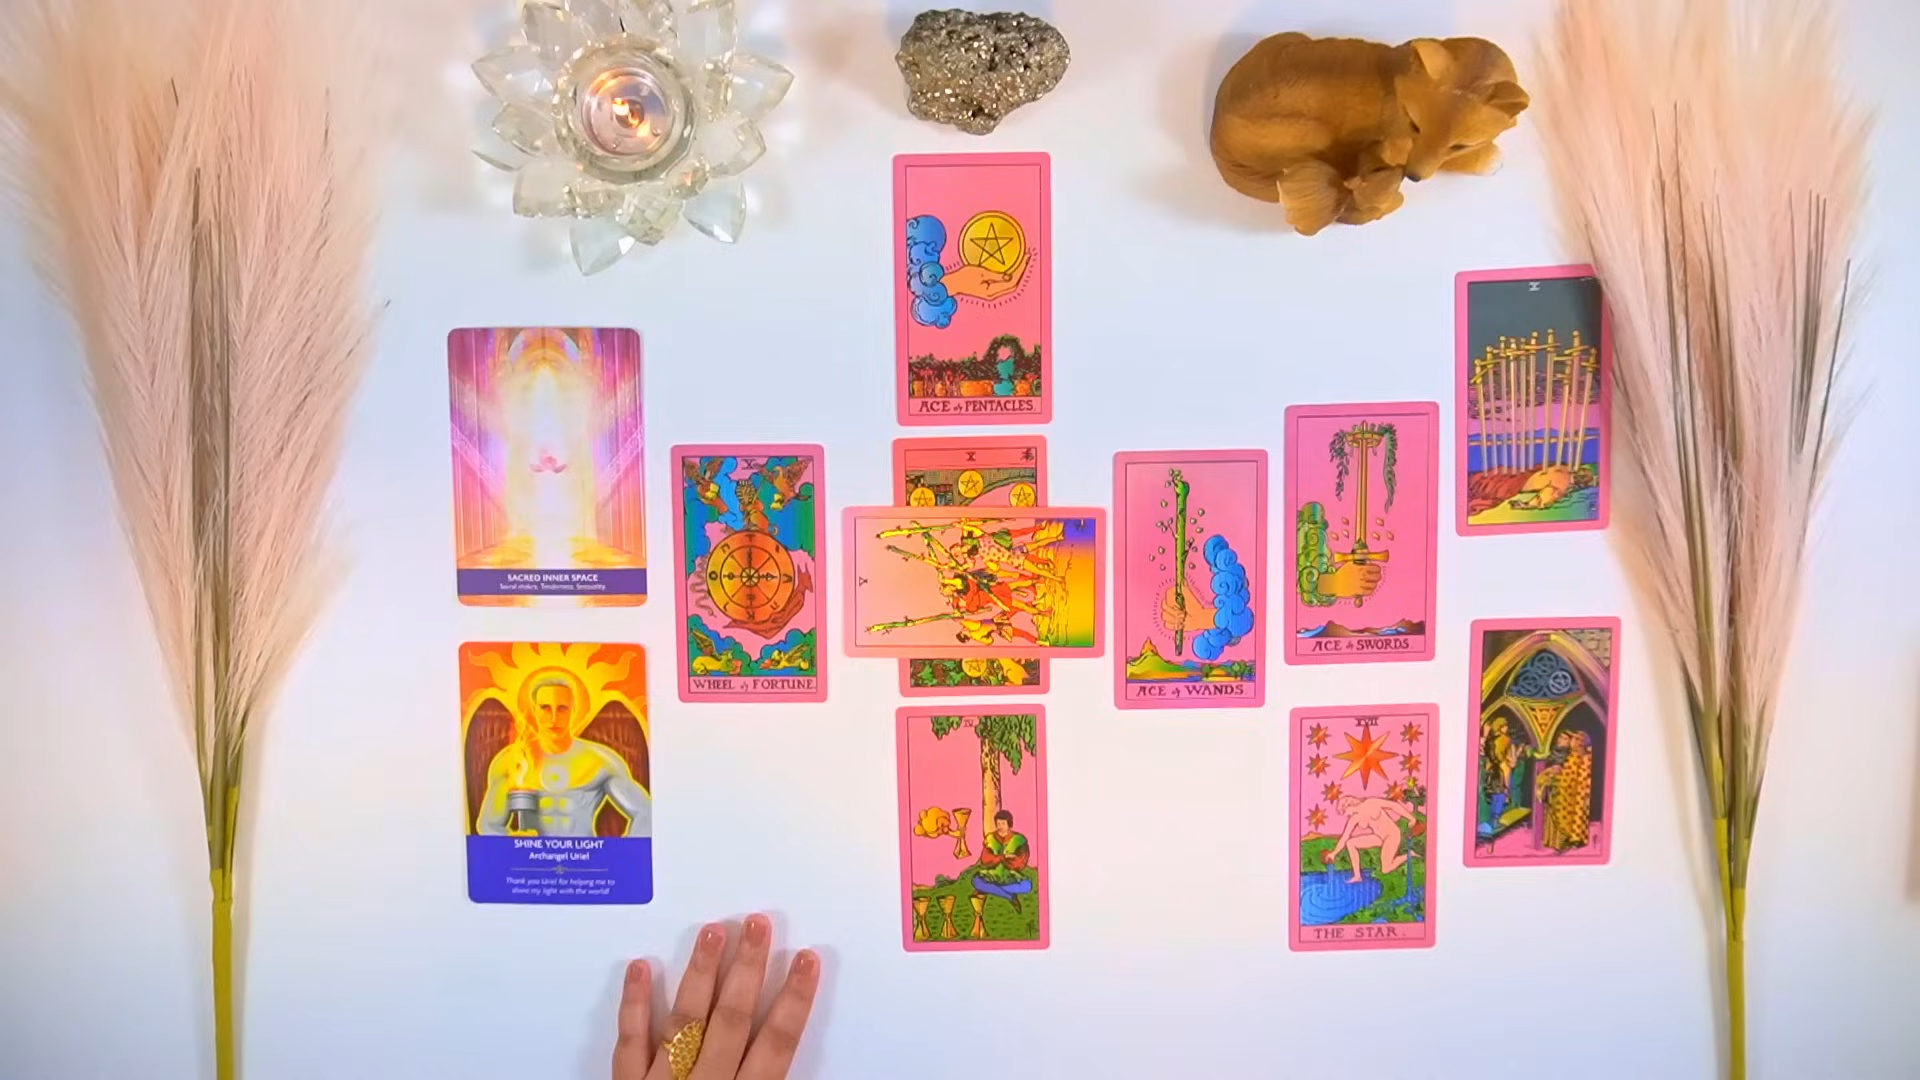 ACE of PENTACLES
SACRED INNER SPACE
Sacral chakra. Tenderness. Sensuality.
SHINE YOUR LIGHT
Archangel Uriel
Thank you Uriel for helping me to
shine my light with the world!
X
WHEEL of FORTUNE
X
V
IV
ACE of WANDS
ACE of SWORDS
X
XVII
THE STAR.